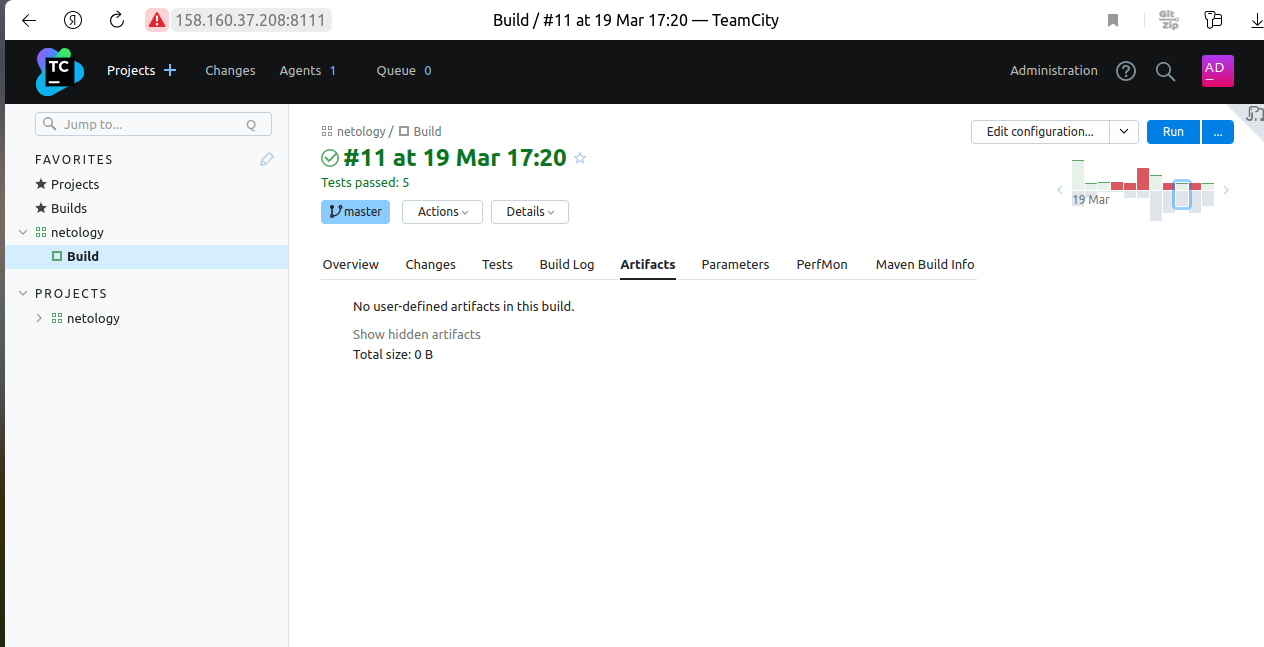 Я 158.160.37.208:8111 Build / #11 at 19 Mar 17:20 — TeamCity Git Zip
TC Projects Changes Agents 1 Queue 0 Administration ? AD
Jump to... Q
FAVORITES
Projects
Builds
netology
Build
PROJECTS
netology
netology / Build
Edit configuration... Run ...
#11 at 19 Mar 17:20
Tests passed: 5
19 Mar
master Actions Details
Overview Changes Tests Build Log Artifacts Parameters PerfMon Maven Build Info
No user-defined artifacts in this build.
Show hidden artifacts
Total size: 0 B